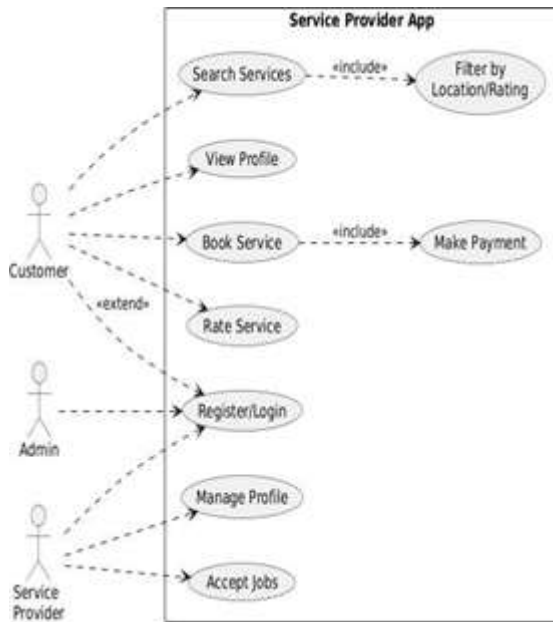 Service Provider App
Search Services
«include»
Filter by
Location/Rating
View Profile
Customer
Book Service
«include»
Make Payment
«extend»
Rate Service
Admin
Register/Login
Manage Profile
Service
Provider
Accept Jobs